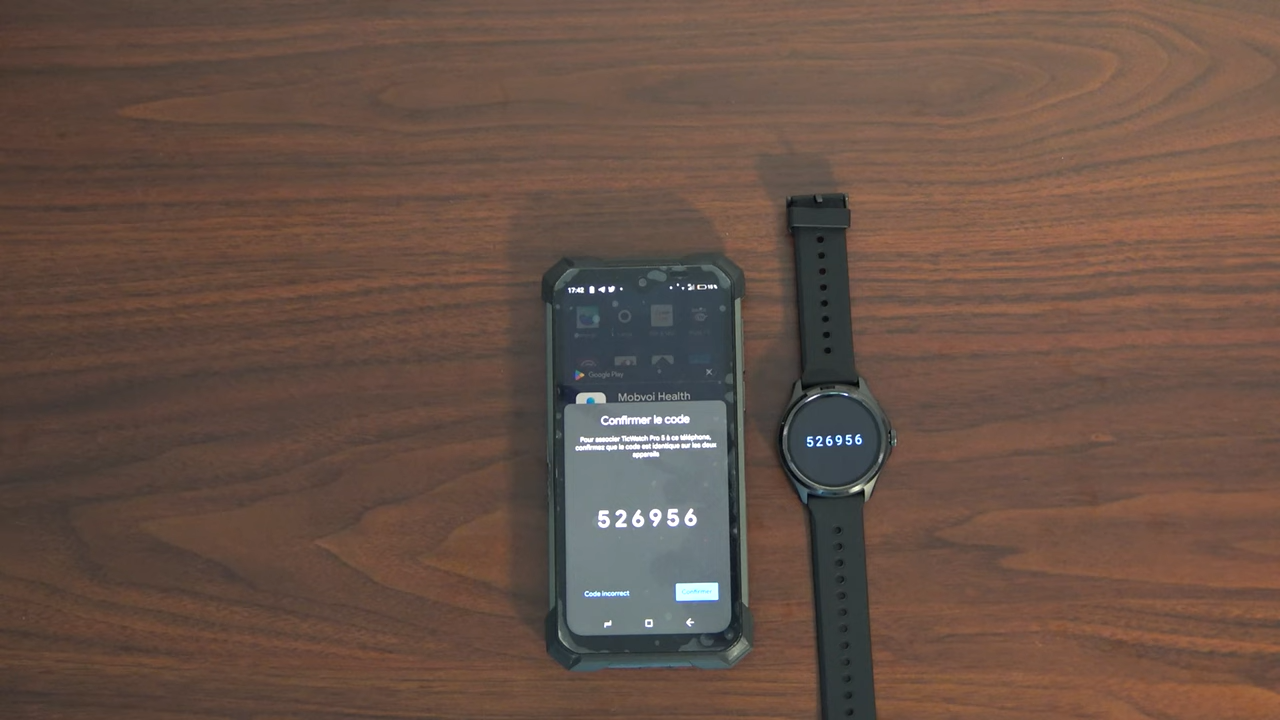 17:42
Google Play
Mobvoi Health
Confirmer le code
Pour associer TicWatch Pro 5 à ce téléphone,
confirmez que le code est identique sur les deux
appareils
526956
Code incorrect
Confirmer
526956